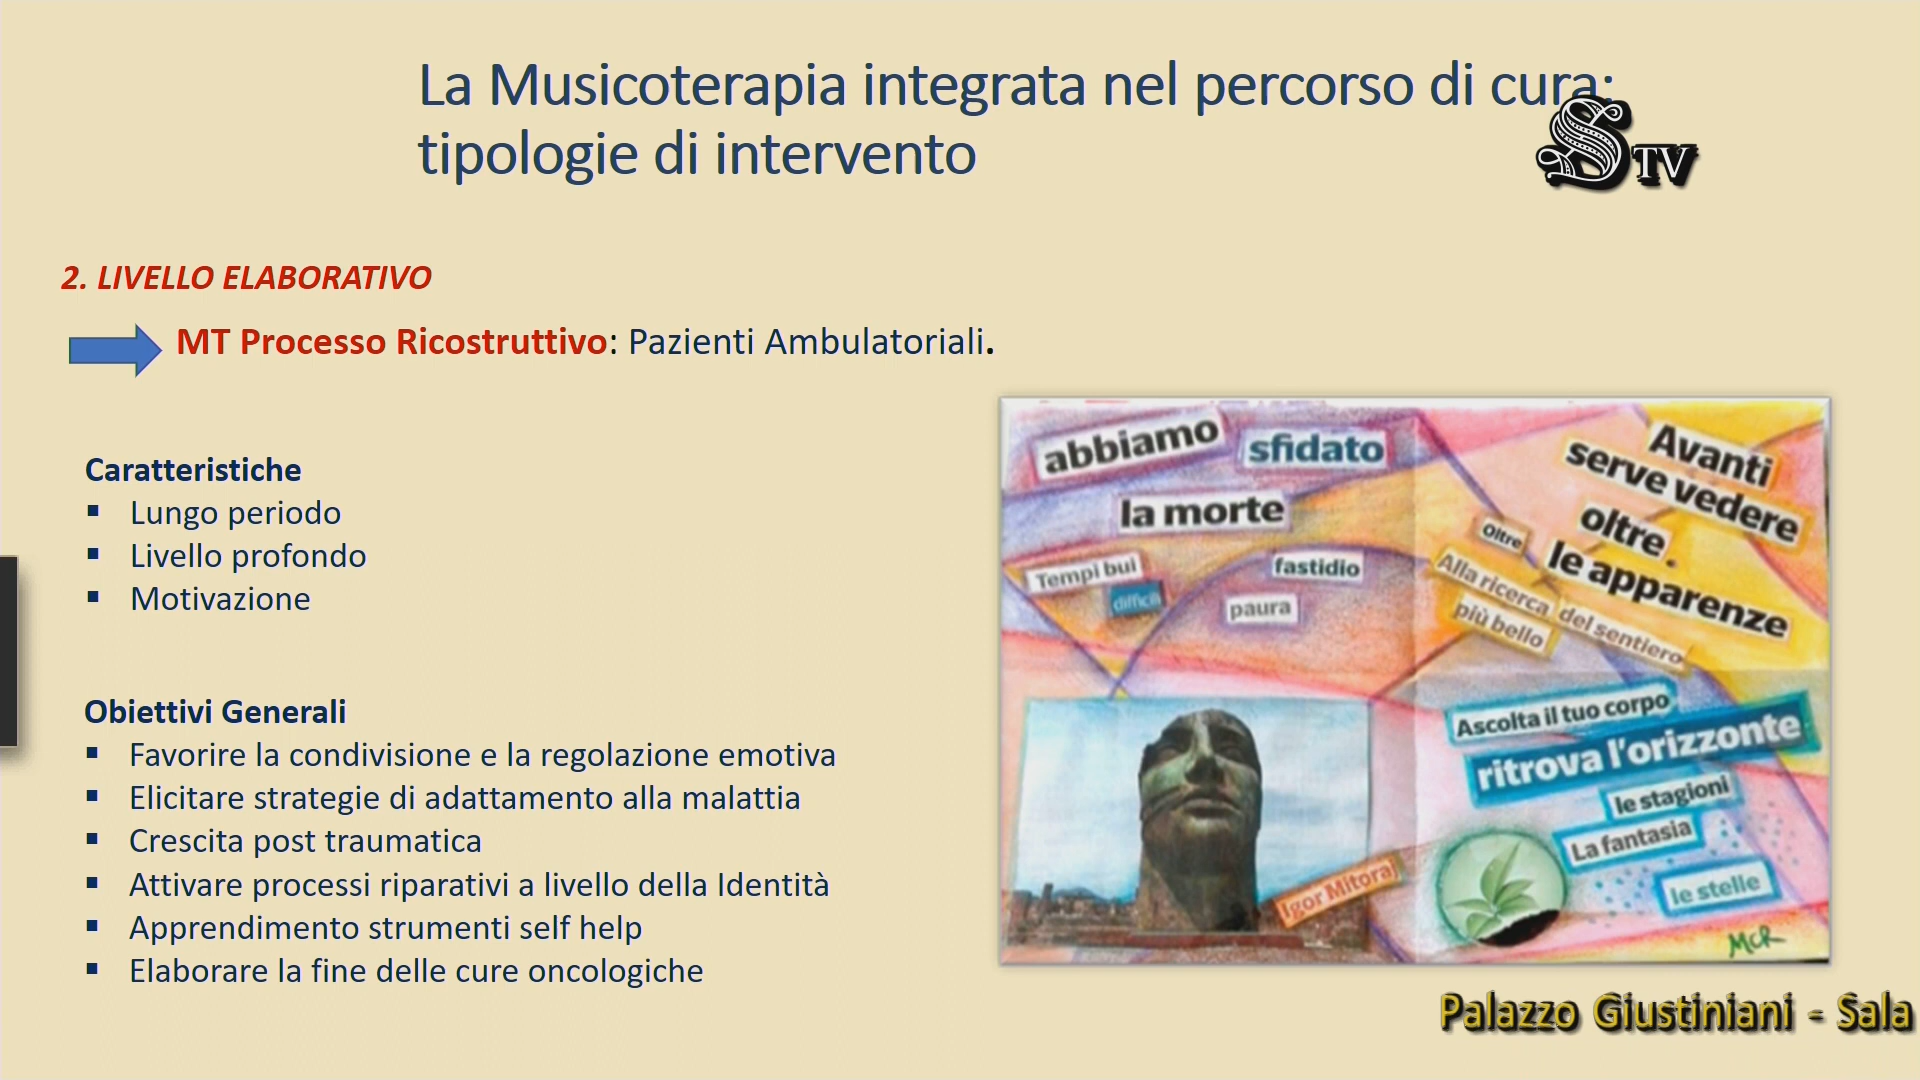 La Musicoterapia integrata nel percorso di cura:
tipologie di intervento
S TV
2. LIVELLO ELABORATIVO
MT Processo Ricostruttivo: Pazienti Ambulatoriali.
Caratteristiche
Lungo periodo
Livello profondo
Motivazione
Obiettivi Generali
Favorire la condivisione e la regolazione emotiva
Elicitare strategie di adattamento alla malattia
Crescita post traumatica
Attivare processi riparativi a livello della Identità
Apprendimento strumenti self help
Elaborare la fine delle cure oncologiche
abbiamo sfidato
la morte
Tempi bui
difficili
fastidio
paura
Avanti
serve vedere
oltre.
le apparenze
Oltre
Alla ricerca del sentiero
più bello
Igor Mitoraj
Ascolta il tuo corpo
ritrova l'orizzonte
le stagioni
La fantasia
le stelle
McR
Palazzo Giustiniani - Sala